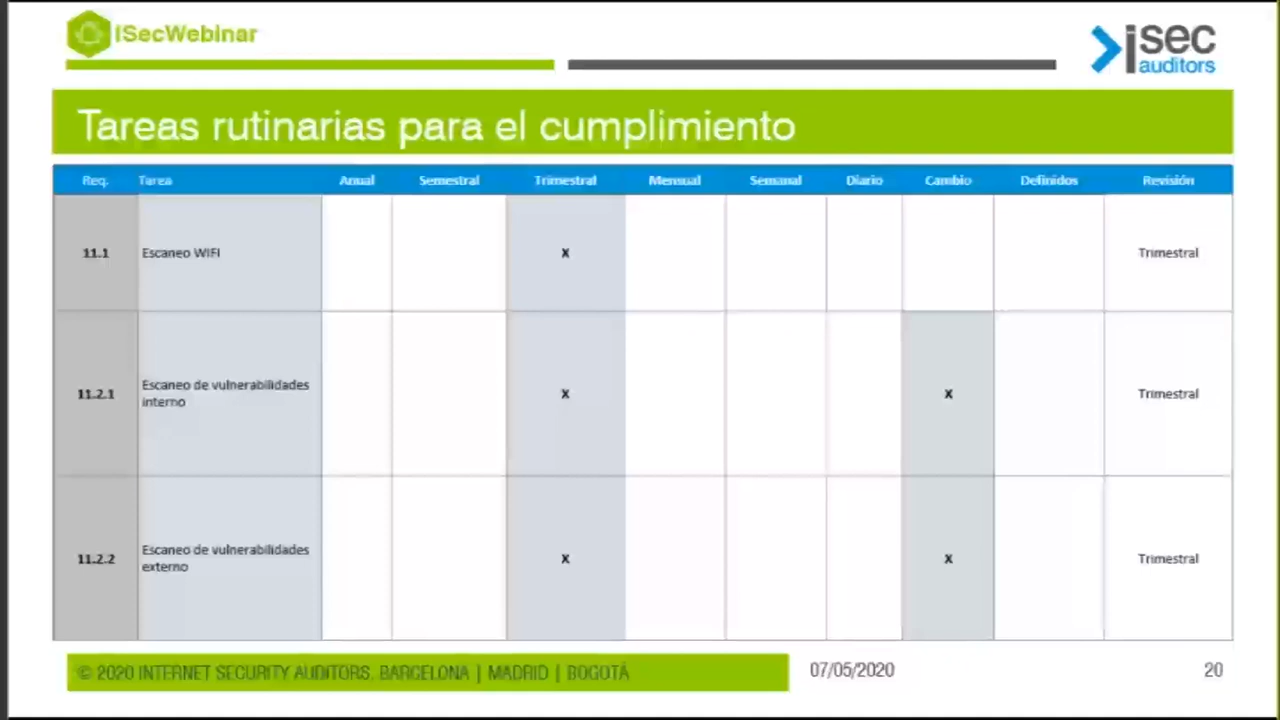 ISecWebinar
isec
auditors
Tareas rutinarias para el cumplimiento
Req. Tarea Anual Semestral Trimestral Mensual Semanal Diario Cambio Definidos Revisión
11.1 Escaneo WIFI X Trimestral
11.2.1 Escaneo de vulnerabilidades interno X X Trimestral
11.2.2 Escaneo de vulnerabilidades externo X X Trimestral
© 2020 INTERNET SECURITY AUDITORS. BARCELONA | MADRID | BOGOTÁ 07/05/2020 20